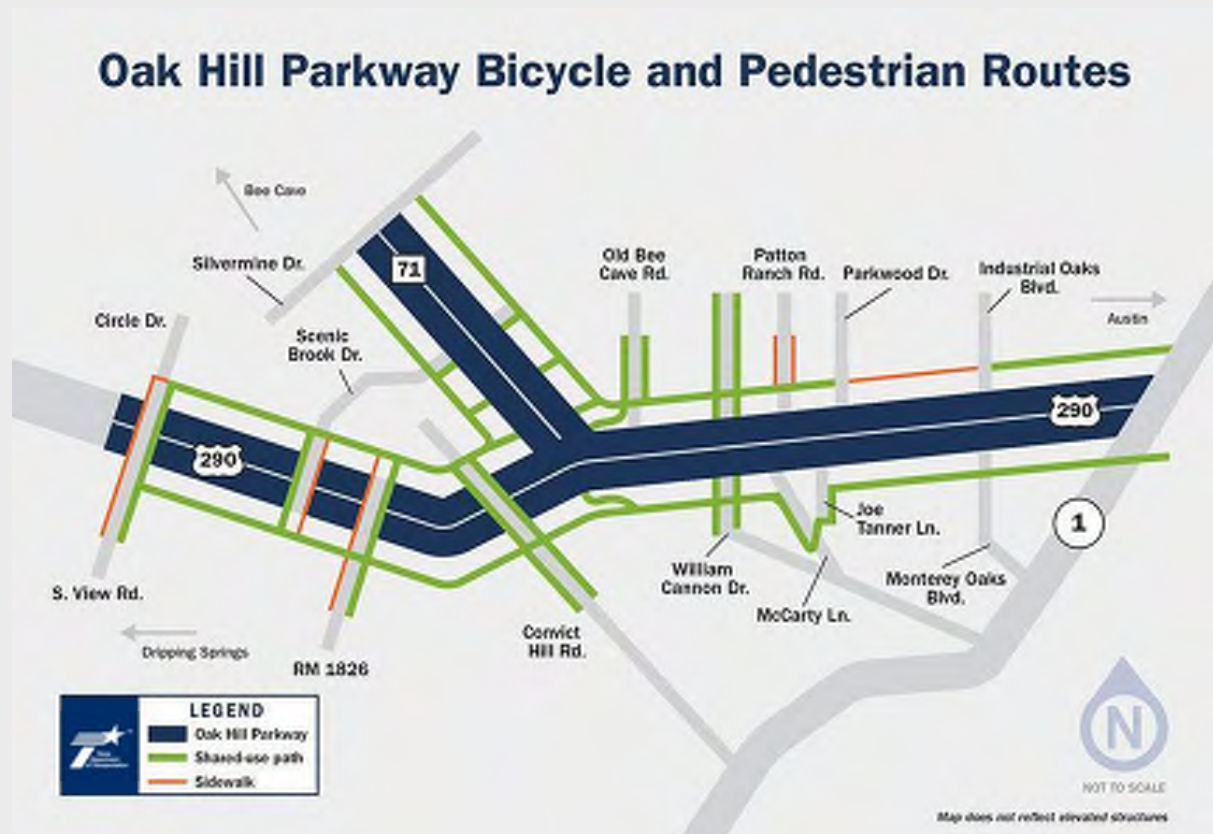 Oak Hill Parkway Bicycle and Pedestrian Routes
Bee Cave
Silvermine Dr.
71
Old Bee
Cave Rd.
Patton
Ranch Rd.
Parkwood Dr.
Industrial Oaks
Blvd.
Austin
Circle Dr.
Scenic
Brook Dr.
290
290
1
Joe
Tanner Ln.
William
Cannon Dr.
Monterey Oaks
Blvd.
McCarty Ln.
S. View Rd.
Dripping Springs
RM 1826
Convict
Hill Rd.
LEGEND
Oak Hill Parkway
Shared-use path
Sidewalk
N
NOT TO SCALE
Map does not reflect elevated structures